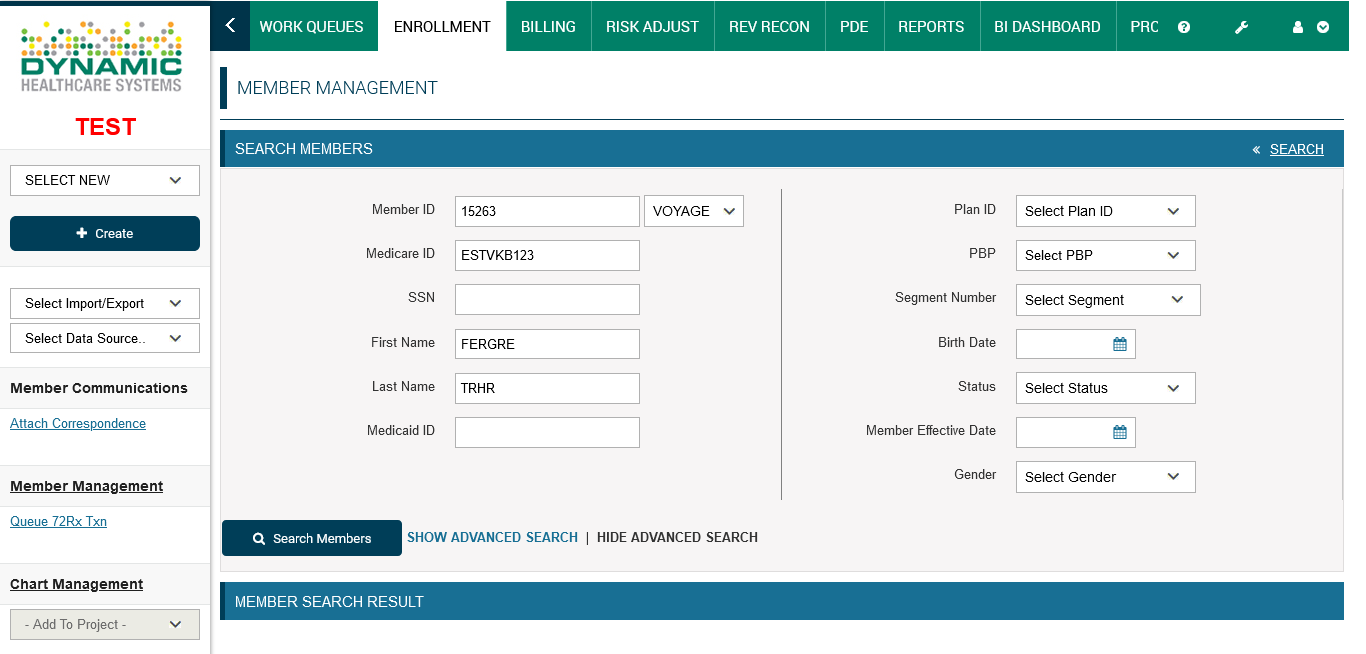 DYNAMIC
HEALTHCARE SYSTEMS
TEST
SELECT NEW
Create
Select Import/Export
Select Data Source..
Member Communications
Attach Correspondence
Member Management
Queue 72Rx Txn
Chart Management
- Add To Project -
WORK QUEUES ENROLLMENT BILLING RISK ADJUST REV RECON PDE REPORTS BI DASHBOARD PRO
MEMBER MANAGEMENT
SEARCH MEMBERS « SEARCH
Member ID 15263 VOYAGE
Medicare ID ESTVKB123
SSN
First Name FERGRE
Last Name TRHR
Medicaid ID
Plan ID Select Plan ID
PBP Select PBP
Segment Number Select Segment
Birth Date
Status Select Status
Member Effective Date
Gender Select Gender
Search Members SHOW ADVANCED SEARCH | HIDE ADVANCED SEARCH
MEMBER SEARCH RESULT